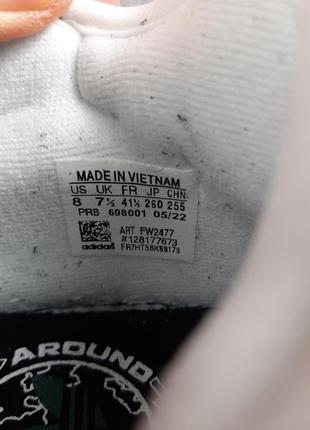 MADE IN VIETNAM
US UK FR JP CHN
8 7½ 41⅓ 260 255
PRB 698001 05/22
ART FW2477
#128177673
adidas
AROUND